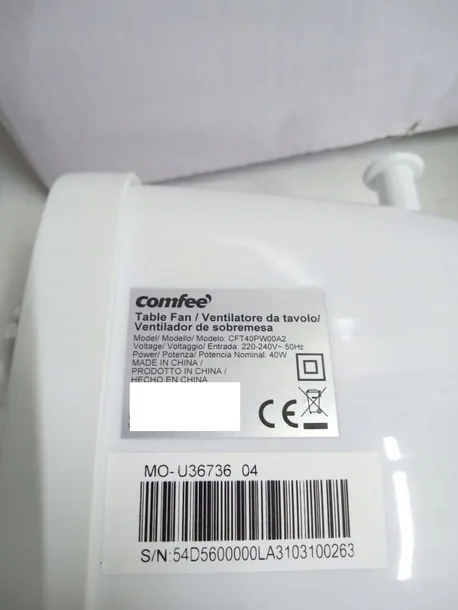 Comfee'
Table Fan / Ventilatore da tavolo/
Ventilador de sobremesa
Model/ Modello/ Modelo: CFT40PW00A2
Voltage/ Voltaggio/ Entrada: 220-240V~ 50Hz
Power/ Potenza/ Potencia Nominal: 40W
MADE IN CHINA /
PRODOTTO IN CHINA /
HECHO EN CHINA
CE
MO-U36736 04
S/N:54D5600000LA3103100263